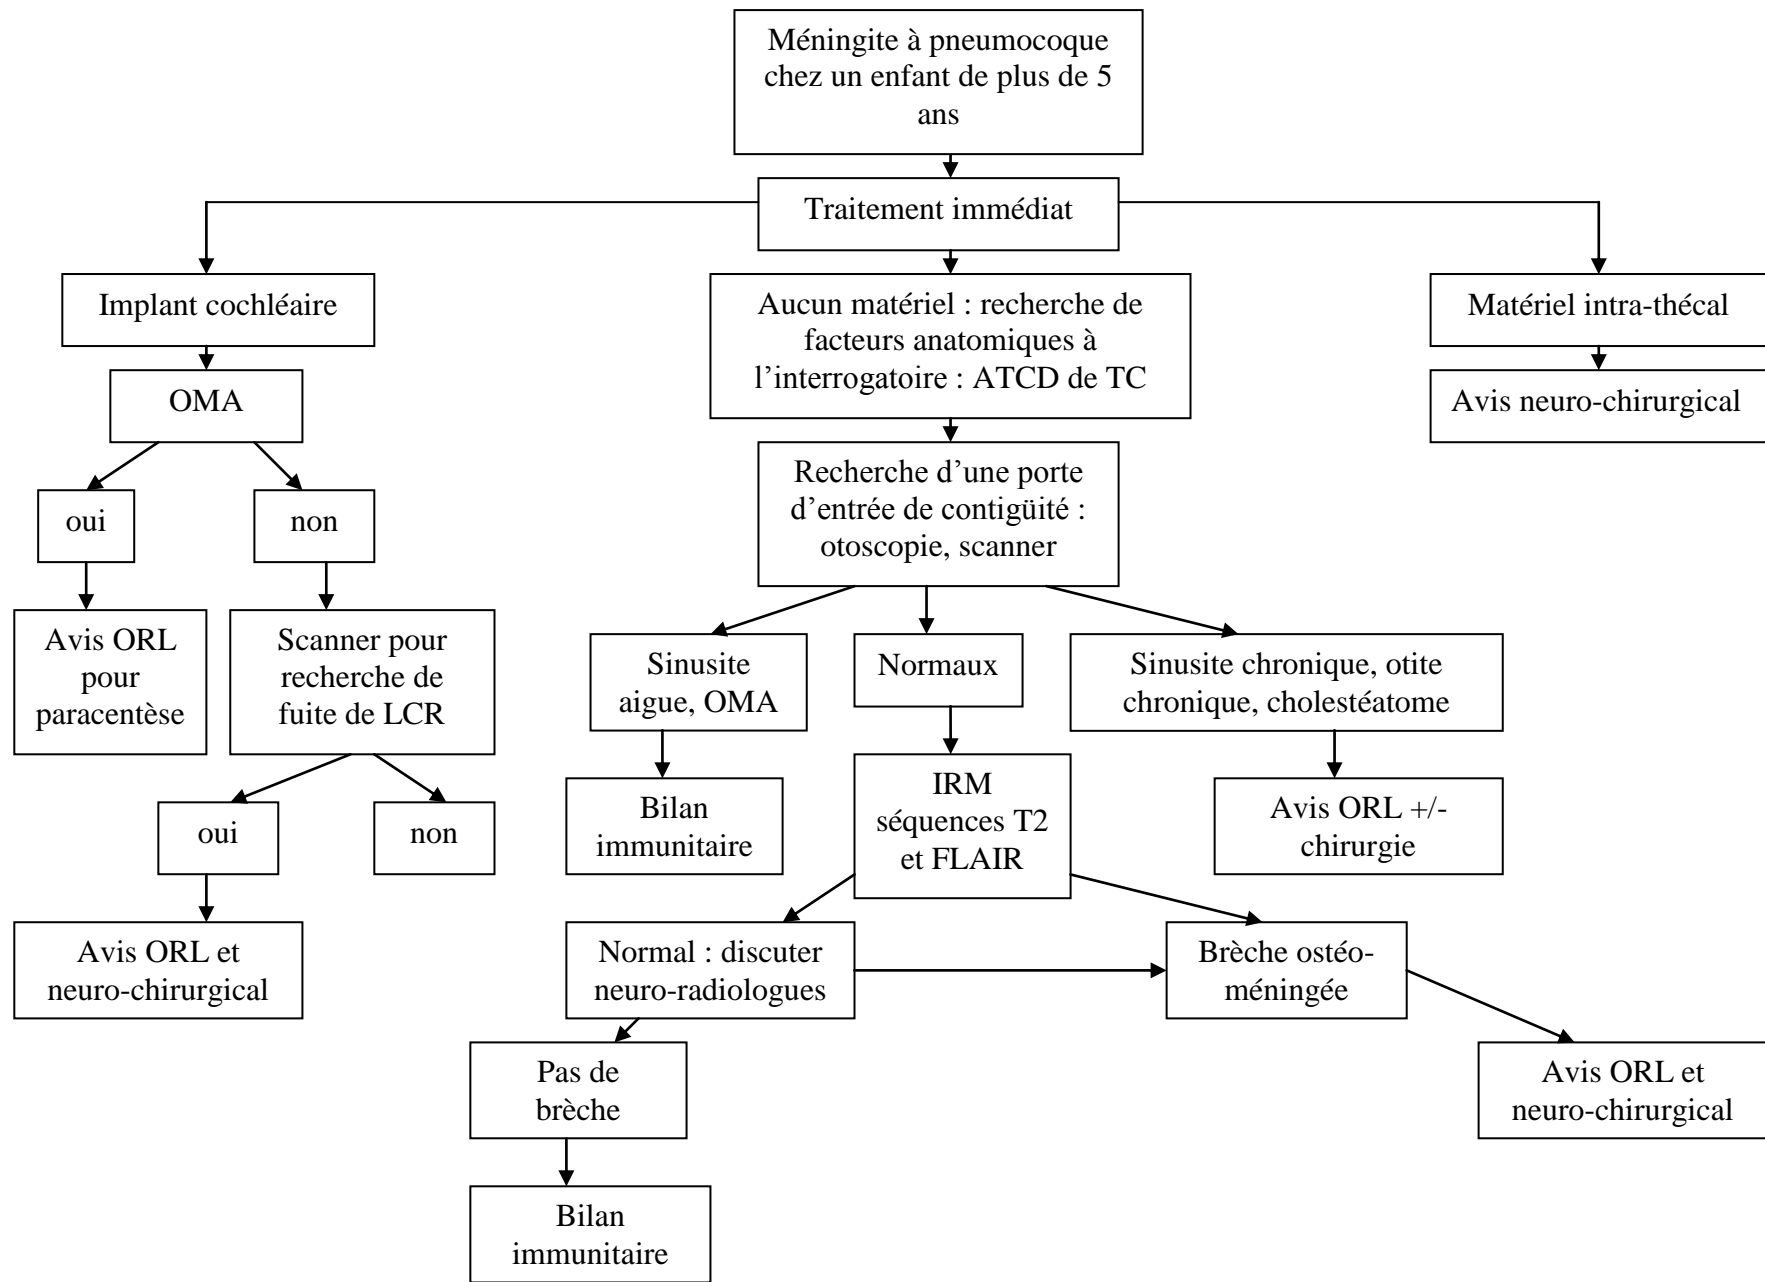 Méningite à pneumocoque
chez un enfant de plus de 5
ans
Traitement immédiat
Implant cochléaire
Aucun matériel : recherche de
facteurs anatomiques à
l’interrogatoire : ATCD de TC
Matériel intra-thécal
OMA
Avis neuro-chirurgical
Recherche d’une porte
d’entrée de contigüité :
otoscopie, scanner
oui
non
Avis ORL
pour
paracentèse
Scanner pour
recherche de
fuite de LCR
Sinusite
aigue, OMA
Normaux
Sinusite chronique, otite
chronique, cholestéatome
oui
non
Bilan
immunitaire
IRM
séquences T2
et FLAIR
Avis ORL +/-
chirurgie
Avis ORL et
neuro-chirurgical
Normal : discuter
neuro-radiologues
Brèche ostéo-
méningée
Pas de
brèche
Avis ORL et
neuro-chirurgical
Bilan
immunitaire